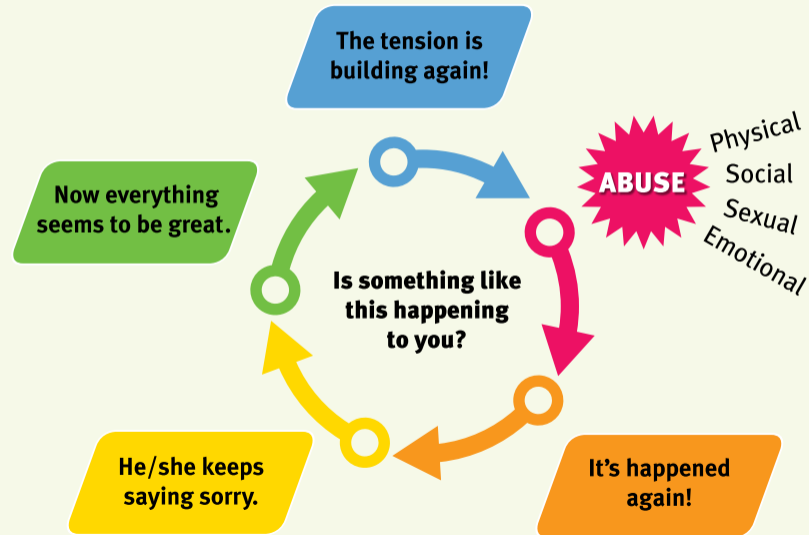 The tension is
building again!
ABUSE
Physical
Social
Sexual
Emotional
Now everything
seems to be great.
Is something like
this happening
to you?
He/she keeps
saying sorry.
It's happened
again!